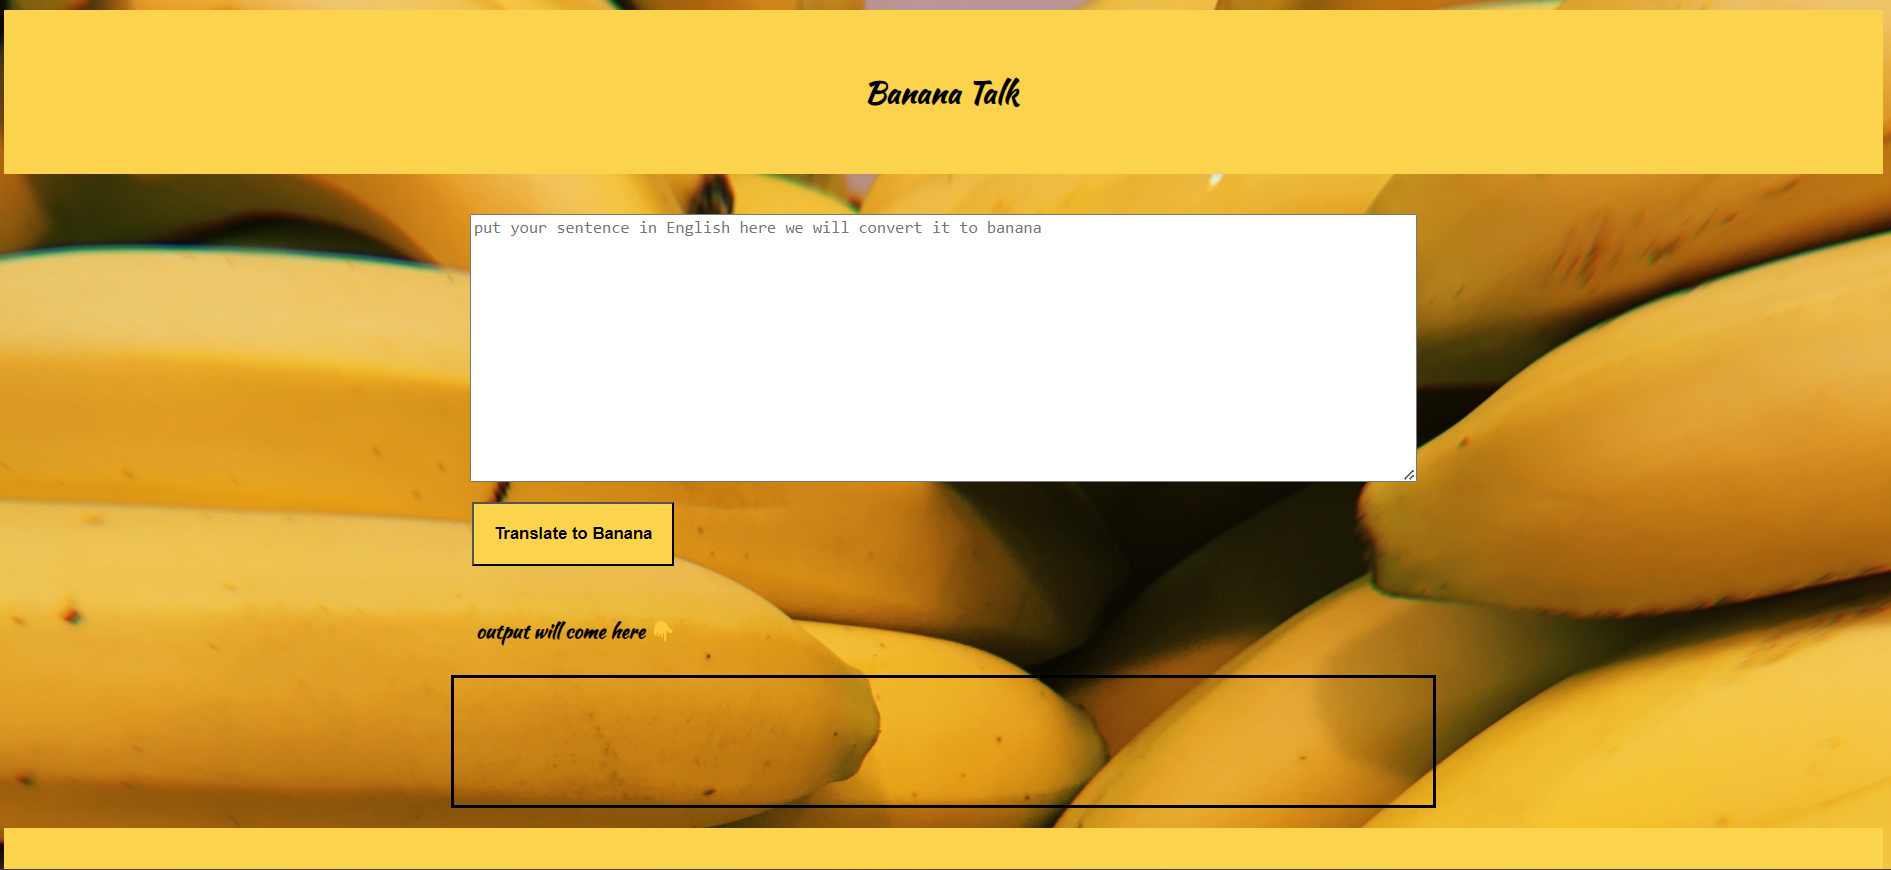 Banana Talk
put your sentence in English here we will convert it to banana
Translate to Banana
output will come here 👇